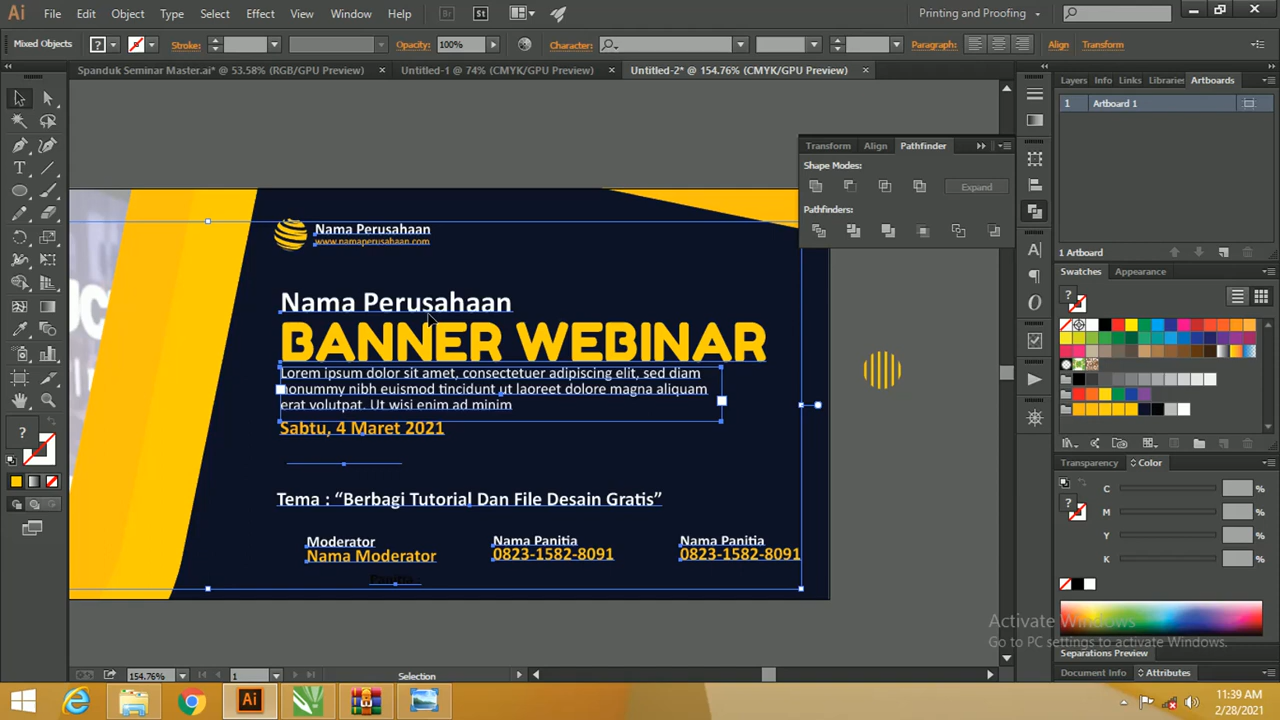 Ai File Edit Object Type Select Effect View Window Help Br St Printing and Proofing
Mixed Objects Stroke: Opacity: 100% Character: Paragraph: Align Transform
Spanduk Seminar Master.ai* @ 53.58% (RGB/GPU Preview) × Untitled-1 @ 74% (CMYK/GPU Preview) × Untitled-2* @ 154.76% (CMYK/GPU Preview) ×
Layers Info Links Libraries Artboards
1 Artboard 1
Transform Align Pathfinder
Shape Modes:
Expand
Pathfinders:
1 Artboard
Swatches Appearance
Nama Perusahaan
www.namaperusahaan.com
Nama Perusahaan
BANNER WEBINAR
Lorem ipsum dolor sit amet, consectetuer adipiscing elit, sed diam
nonummy nibh euismod tincidunt ut laoreet dolore magna aliquam
erat volutpat. Ut wisi enim ad minim
Sabtu, 4 Maret 2021
Tema : “Berbagi Tutorial Dan File Desain Gratis”
Moderator
Nama Moderator
Nama Panitia
0823-1582-8091
Nama Panitia
0823-1582-8091
Transparency Color
C %
M %
Y %
K %
Activate Windows
Go to PC settings to activate Windows.
Separations Preview
Document Info Attributes
154.76% 1 Selection
11:39 AM
2/28/2021